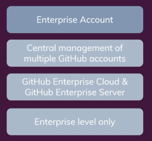 Enterprise Account
Central management of
multiple GitHub accounts
GitHub Enterprise Cloud &
GitHub Enterprise Server
Enterprise level only